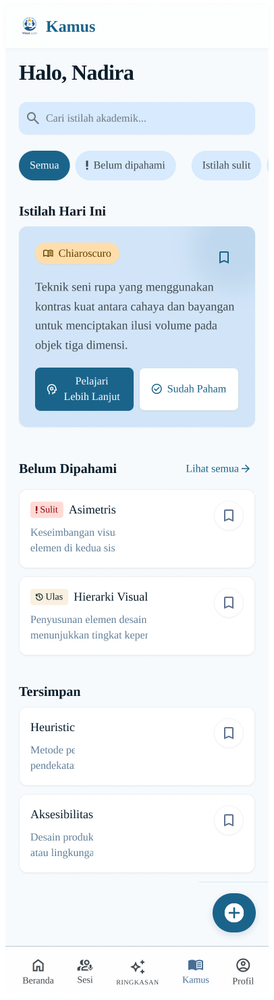 Kamus
Halo, Nadira
Cari istilah akademik...
Semua
Belum dipahami
Istilah sulit
Istilah Hari Ini
Chiaroscuro
Teknik seni rupa yang menggunakan
kontras kuat antara cahaya dan bayangan
untuk menciptakan ilusi volume pada
objek tiga dimensi.
Pelajari
Lebih Lanjut
Sudah Paham
Belum Dipahami
Lihat semua
Sulit
Asimetris
Keseimbangan visu
elemen di kedua sis
Ulas
Hierarki Visual
Penyusunan elemen desain
menunjukkan tingkat keper
Tersimpan
Heuristic
Metode pe
pendekata
Aksesibilitas
Desain produk
atau lingkunga
Beranda
Sesi
RINGKASAN
Kamus
Profil